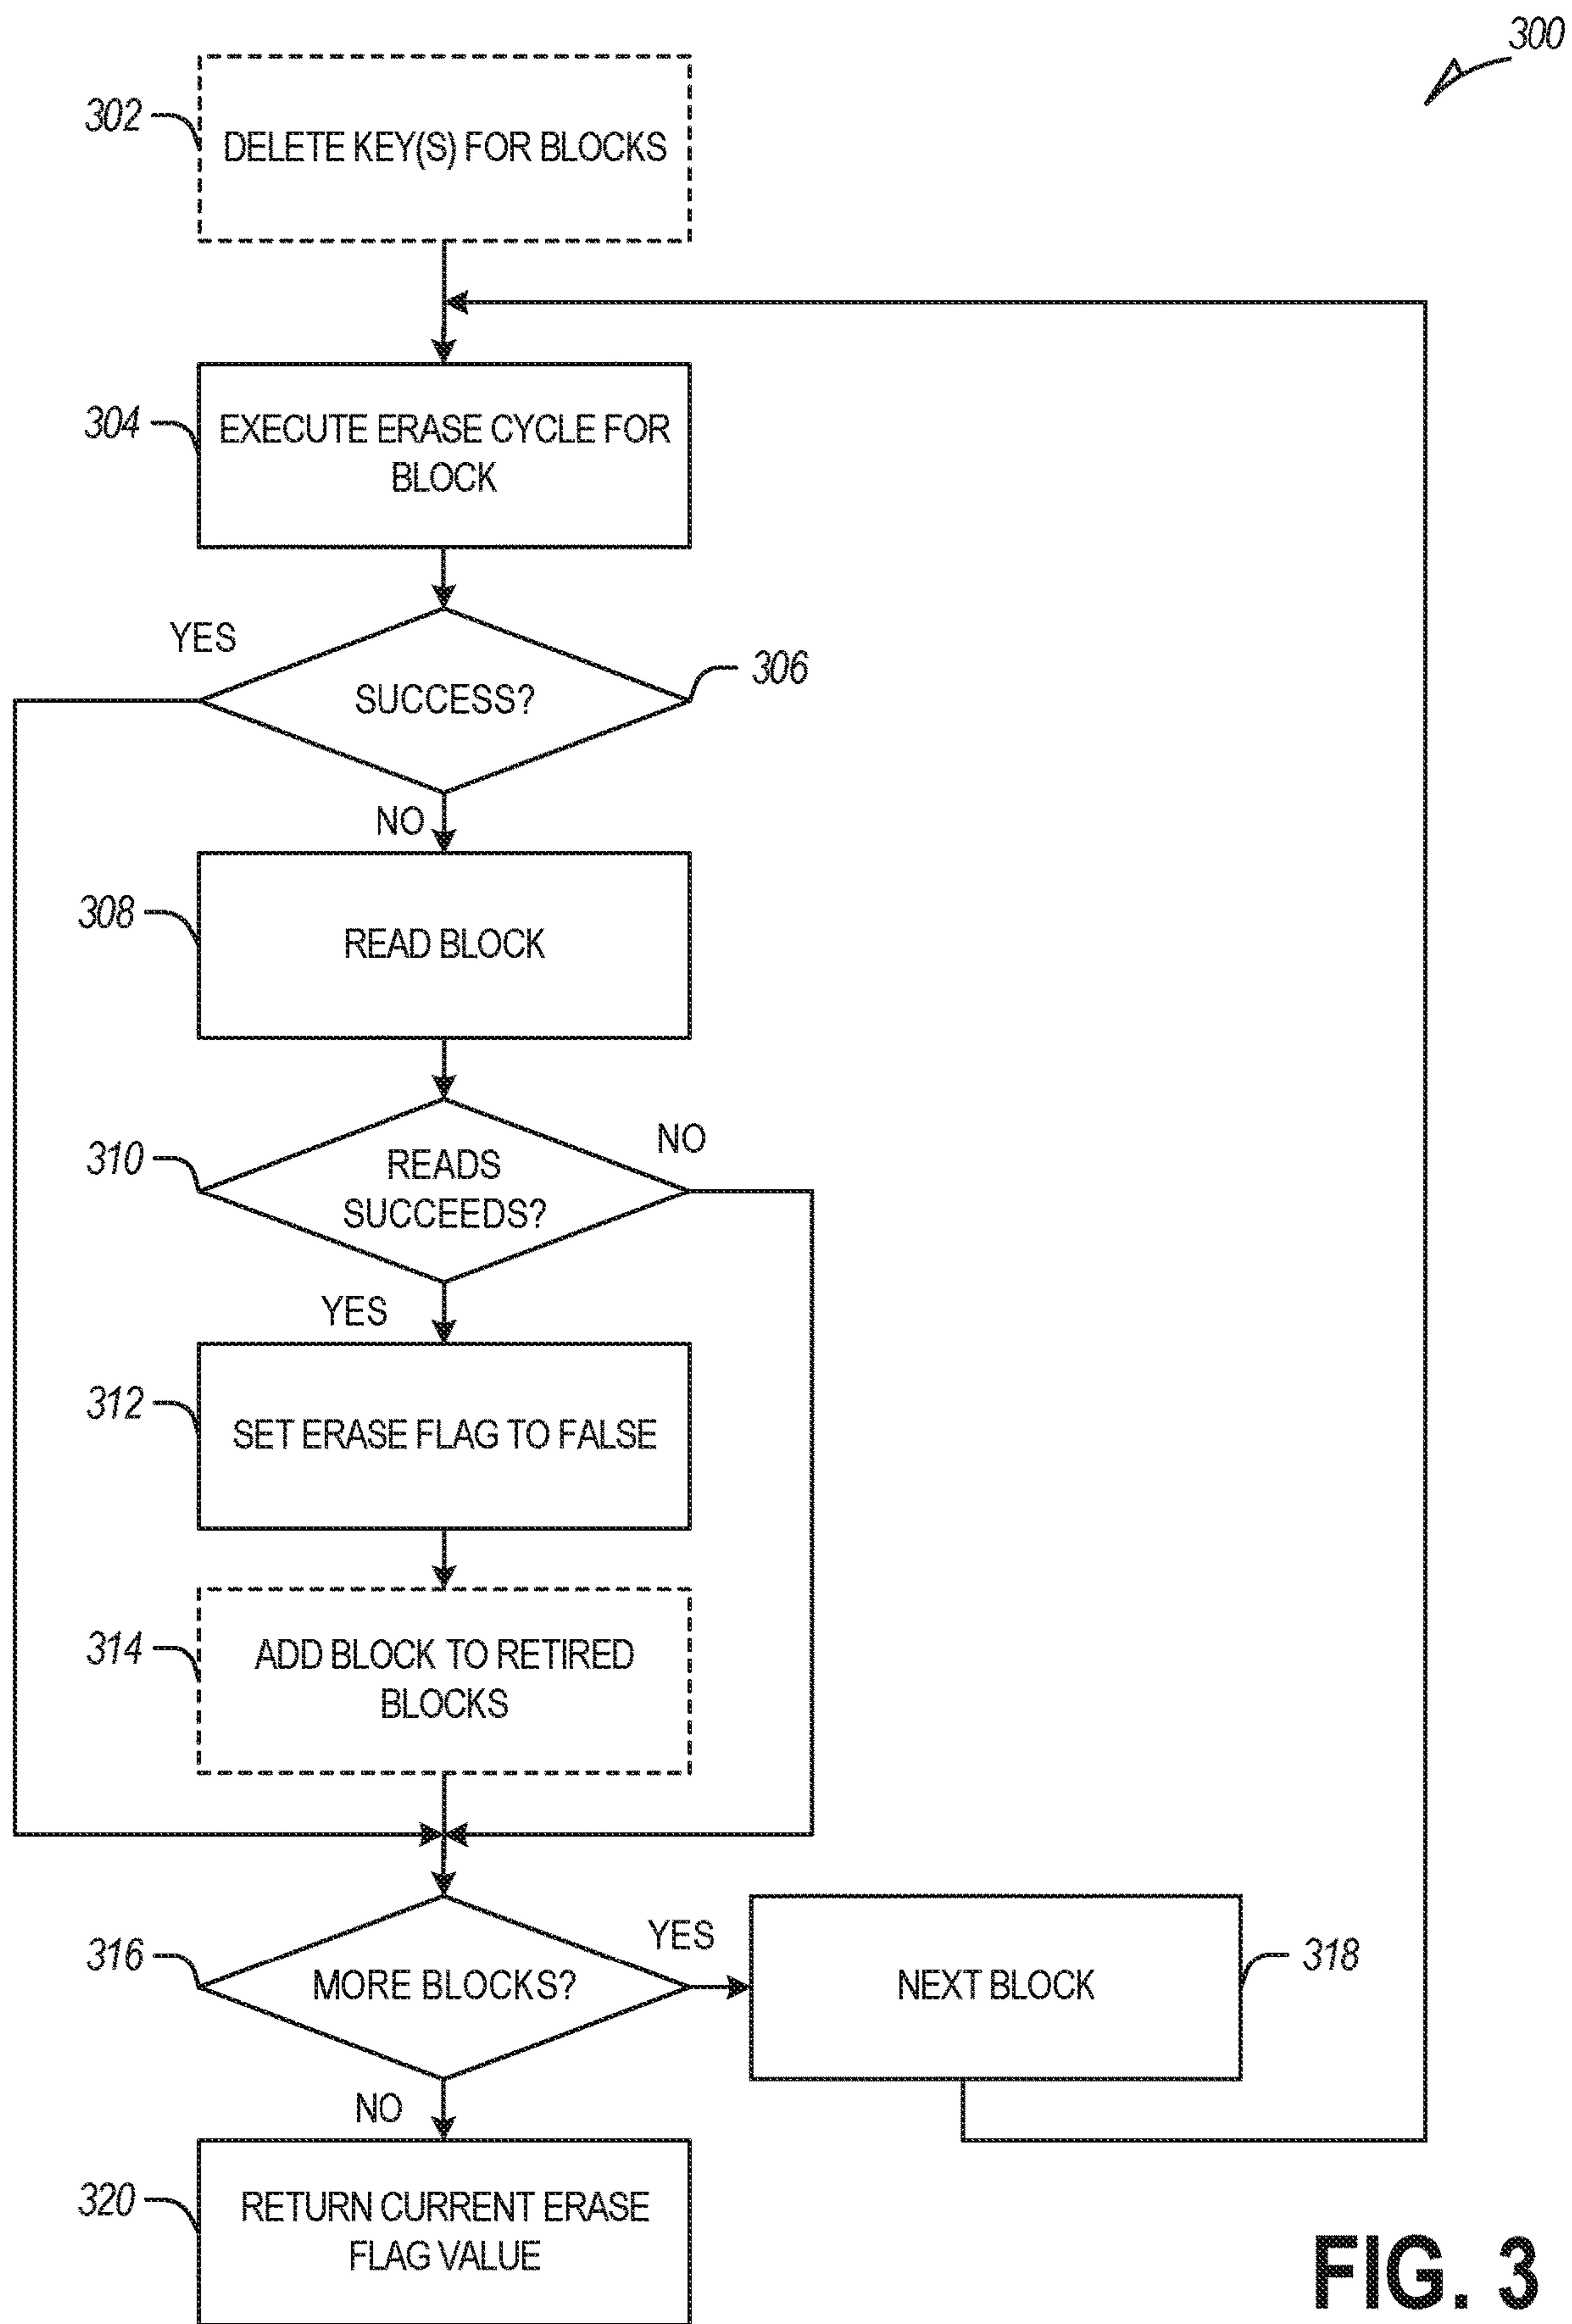 300
302
DELETE KEY(S) FOR BLOCKS
304
EXECUTE ERASE CYCLE FOR
BLOCK
YES
SUCCESS?
306
NO
308
READ BLOCK
310
READS
SUCCEEDS?
NO
YES
312
SET ERASE FLAG TO FALSE
314
ADD BLOCK TO RETIRED
BLOCKS
316
MORE BLOCKS?
YES
NEXT BLOCK
318
NO
320
RETURN CURRENT ERASE
FLAG VALUE
FIG. 3